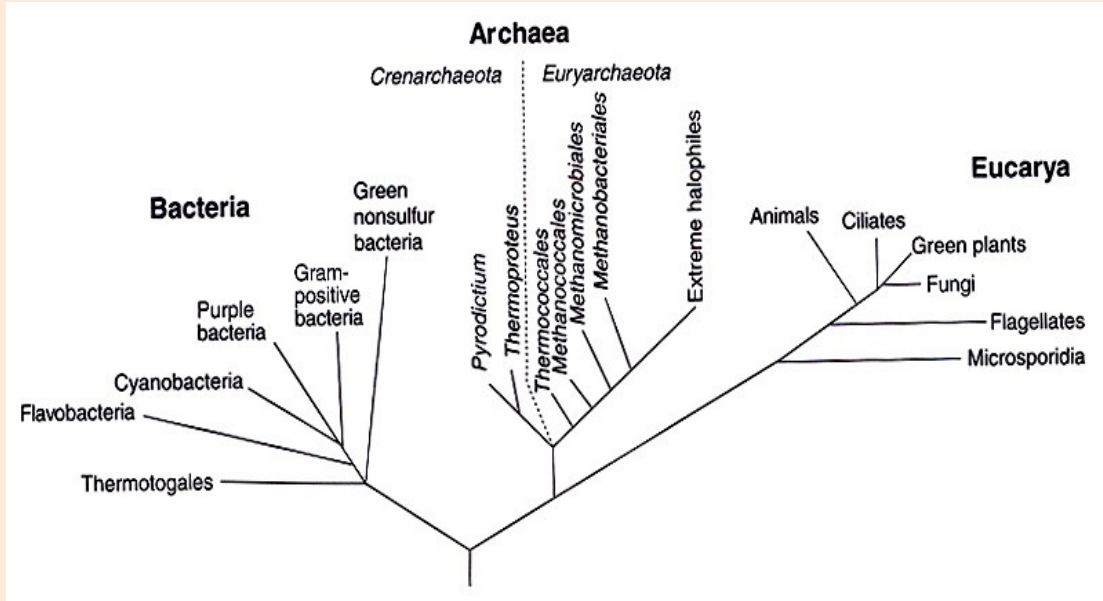 Archaea
Crenarchaeota
Euryarchaeota
Bacteria
Eucarya
Green
nonsulfur
bacteria
Gram-
positive
bacteria
Purple
bacteria
Cyanobacteria
Flavobacteria
Thermotogales
Pyrodictium
Thermoproteus
Thermococcales
Methanococcales
Methanomicrobiales
Methanobacteriales
Extreme halophiles
Animals
Ciliates
Green plants
Fungi
Flagellates
Microsporidia